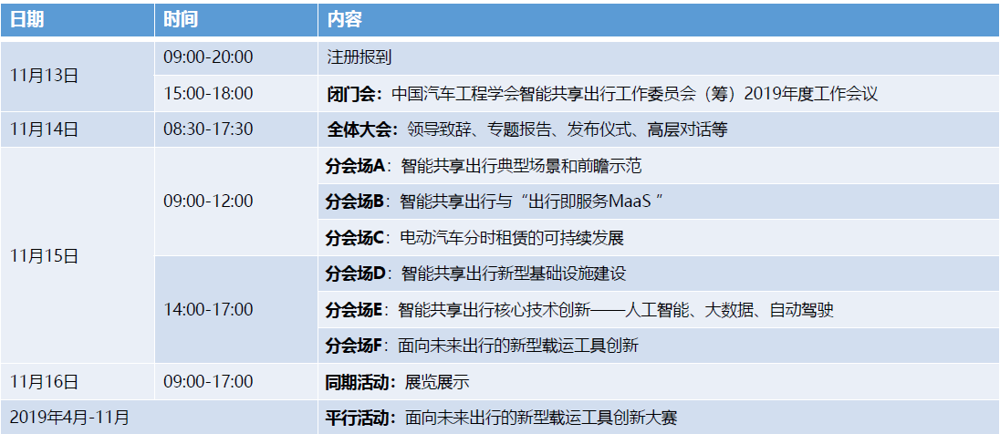 日期 时间 内容
11月13日 09:00-20:00 注册报到
15:00-18:00 闭门会：中国汽车工程学会智能共享出行工作委员会（筹）2019年度工作会议
11月14日 08:30-17:30 全体大会：领导致辞、专题报告、发布仪式、高层对话等
11月15日 09:00-12:00 分会场A：智能共享出行典型场景和前瞻示范
分会场B：智能共享出行与“出行即服务MaaS ”
分会场C：电动汽车分时租赁的可持续发展
14:00-17:00 分会场D：智能共享出行新型基础设施建设
分会场E：智能共享出行核心技术创新——人工智能、大数据、自动驾驶
分会场F：面向未来出行的新型载运工具创新
11月16日 09:00-17:00 同期活动：展览展示
2019年4月-11月 平行活动：面向未来出行的新型载运工具创新大赛